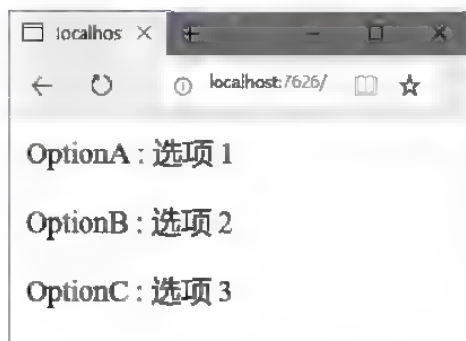 localhos
localhost:7626/
OptionA : 选项 1
OptionB : 选项 2
OptionC : 选项 3